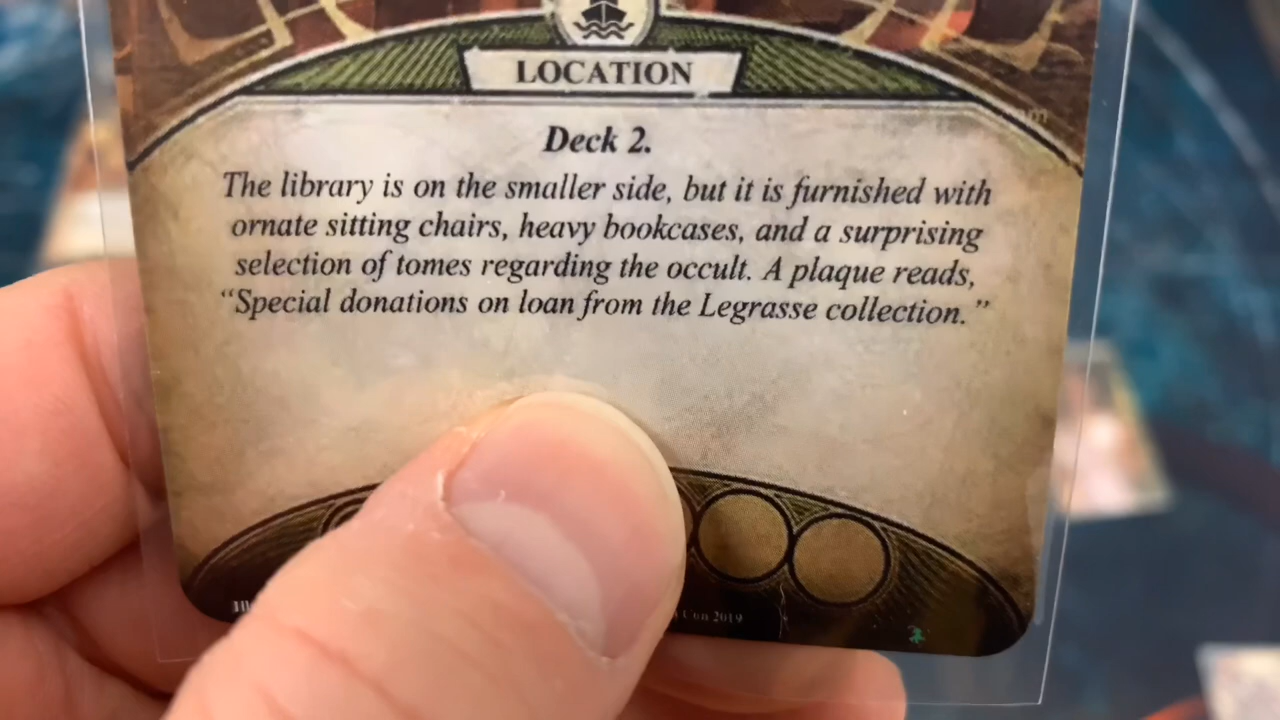 LOCATION
Deck 2.
The library is on the smaller side, but it is furnished with
ornate sitting chairs, heavy bookcases, and a surprising
selection of tomes regarding the occult. A plaque reads,
“Special donations on loan from the Legrasse collection.”
2019